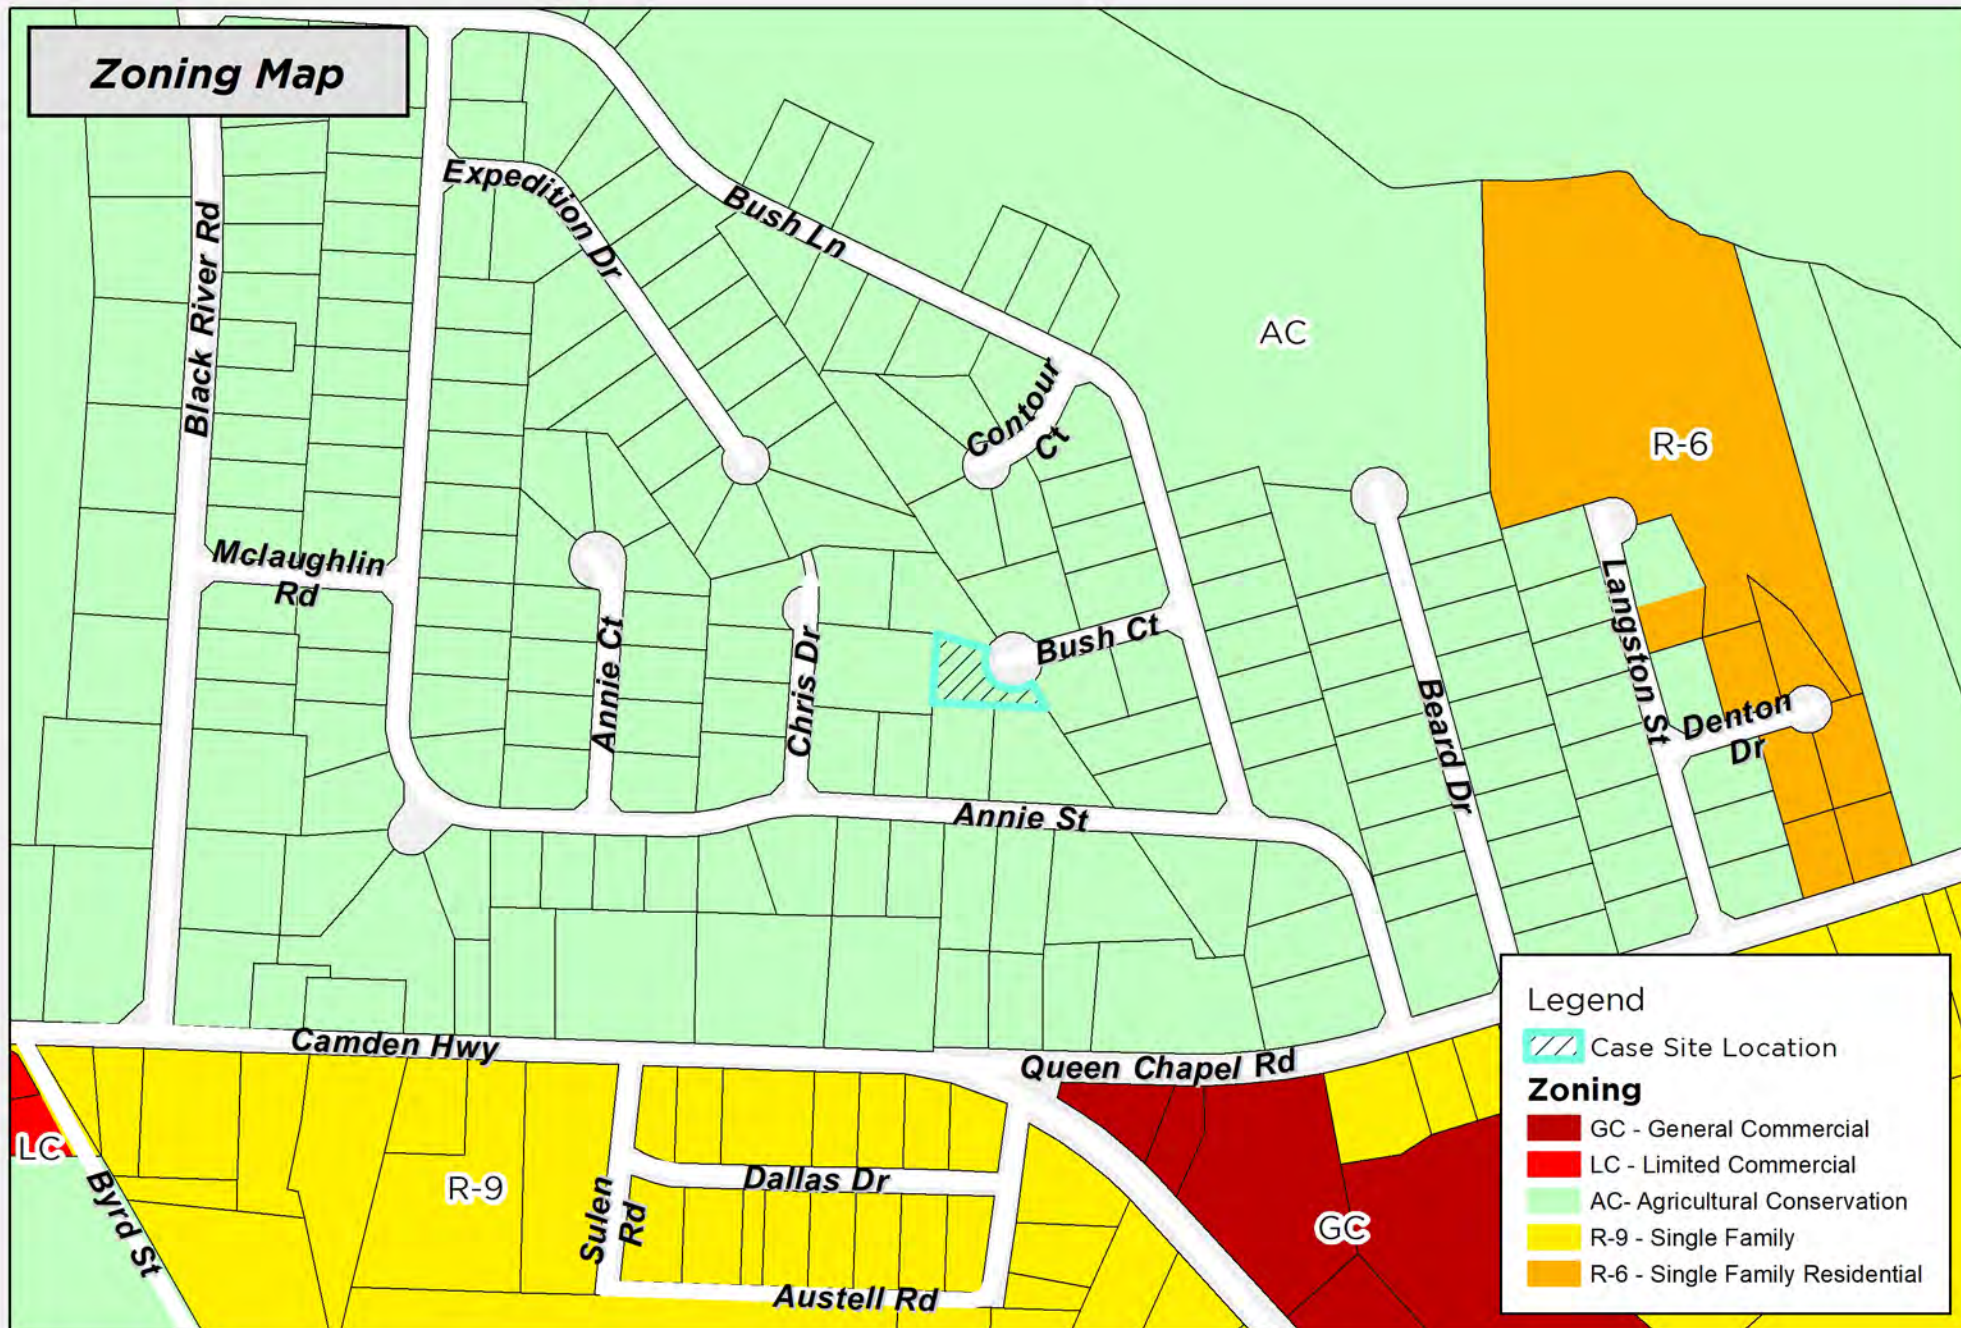 Zoning Map
Expedition Dr
Bush Ln
Black River Rd
AC
Contour
Ct
R-6
Mclaughlin
Rd
Annie Ct
Chris Dr
Bush Ct
Langston St
Beard Dr
Denton
Dr
Annie St
Camden Hwy
Queen Chapel Rd
LC
Byrd St
R-9
Sulen
Rd
Dallas Dr
Austell Rd
GC
Legend
Case Site Location
Zoning
GC - General Commercial
LC - Limited Commercial
AC- Agricultural Conservation
R-9 - Single Family
R-6 - Single Family Residential